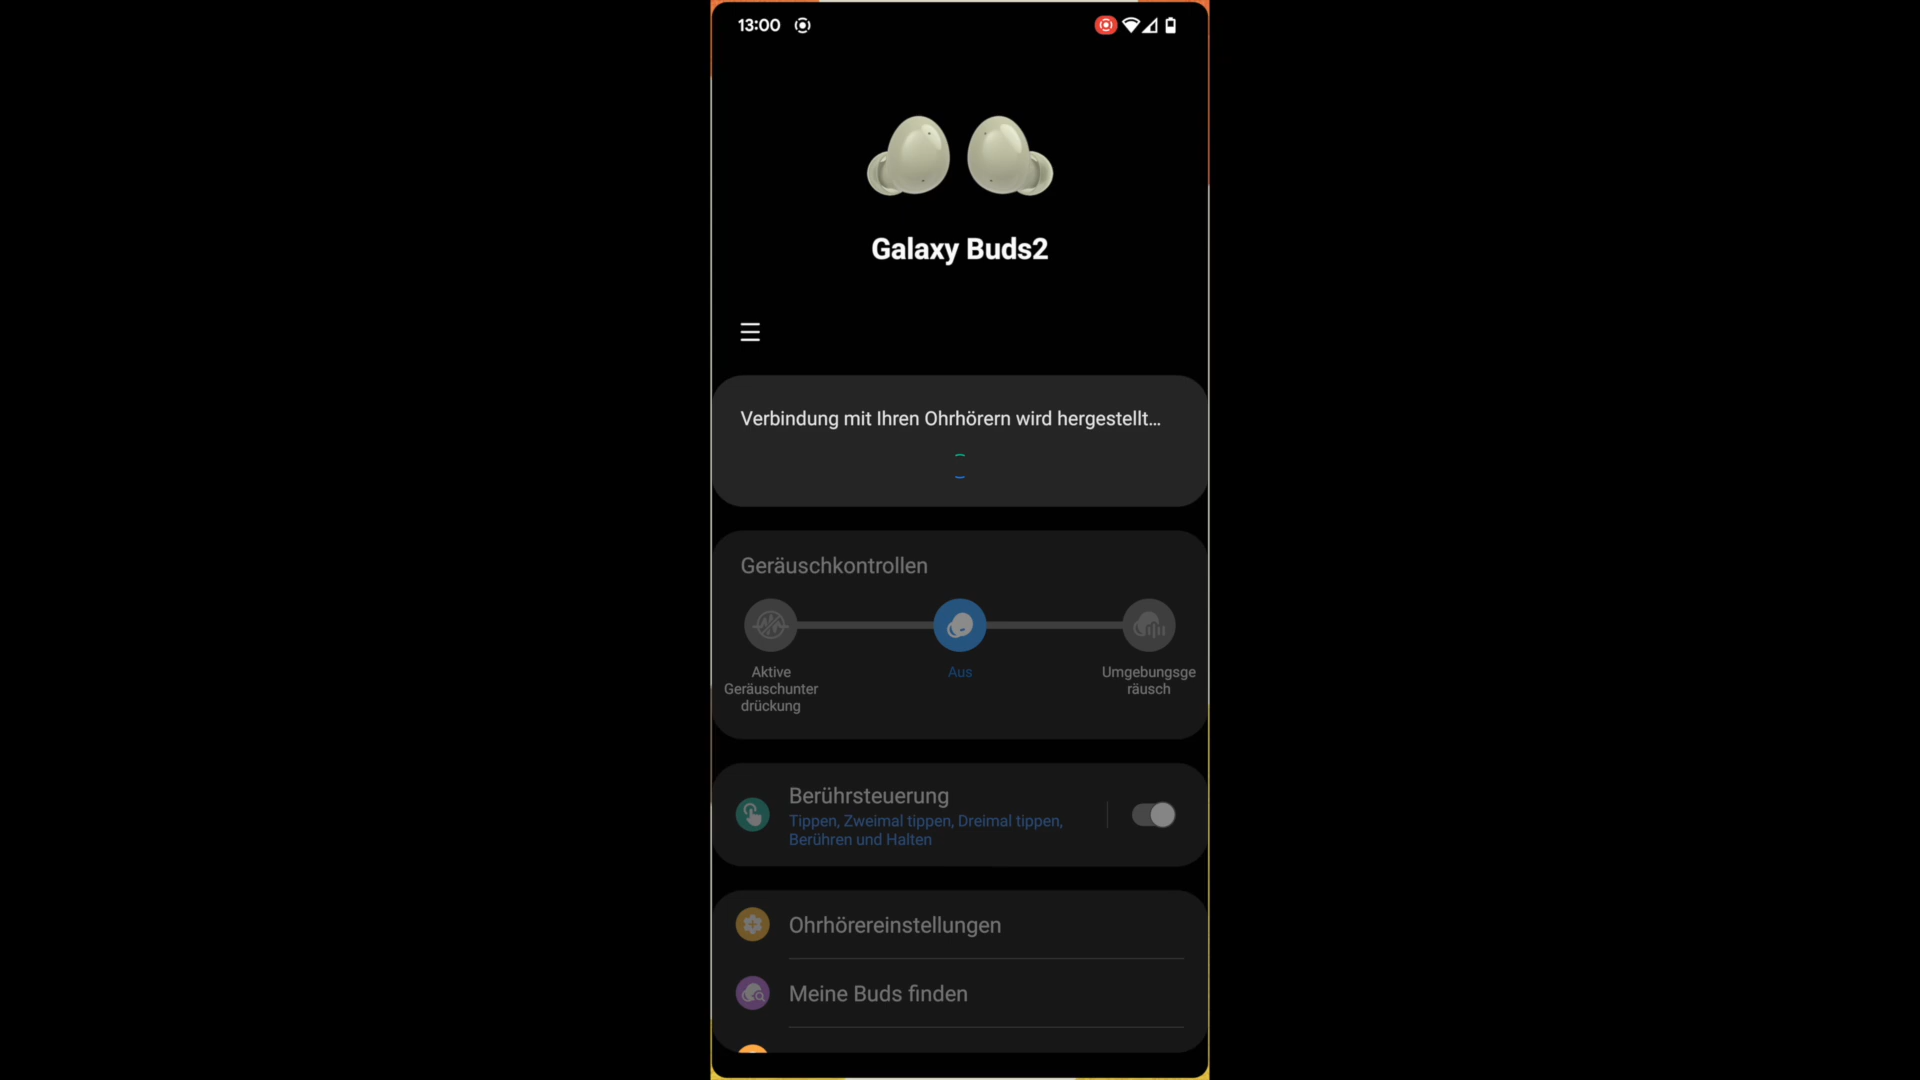 13:00
Galaxy Buds2
Verbindung mit Ihren Ohrhörern wird hergestellt...
Geräuschkontrollen
Aktive
Geräuschunter
drückung
Aus
Umgebungsge
räusch
Berührsteuerung
Tippen, Zweimal tippen, Dreimal tippen,
Berühren und Halten
Ohrhörereinstellungen
Meine Buds finden